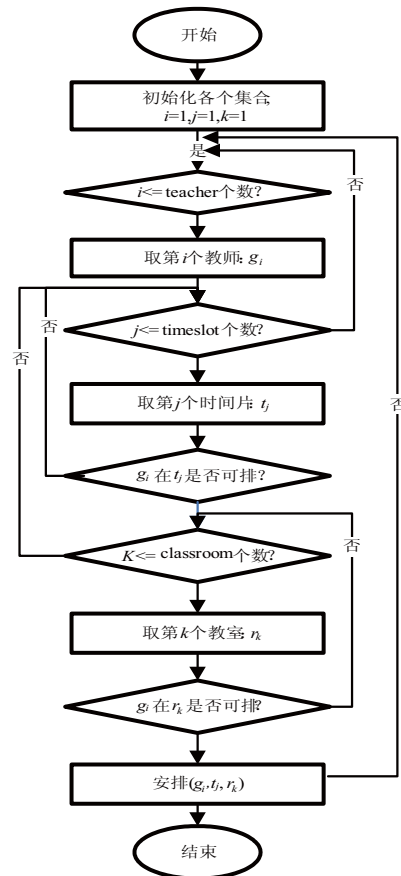 开始
初始化各个集合,
i=1,j=1,k=1
是
i<=teacher个数?
否
取第i个教师: gi
否
j<=timeslot个数?
否
取第j个时间片: tj
否
gi在tj是否可排?
K<= classroom个数?
否
取第k个教室: rk
gi在rk是否可排?
安排(gi,tj,rk)
结束